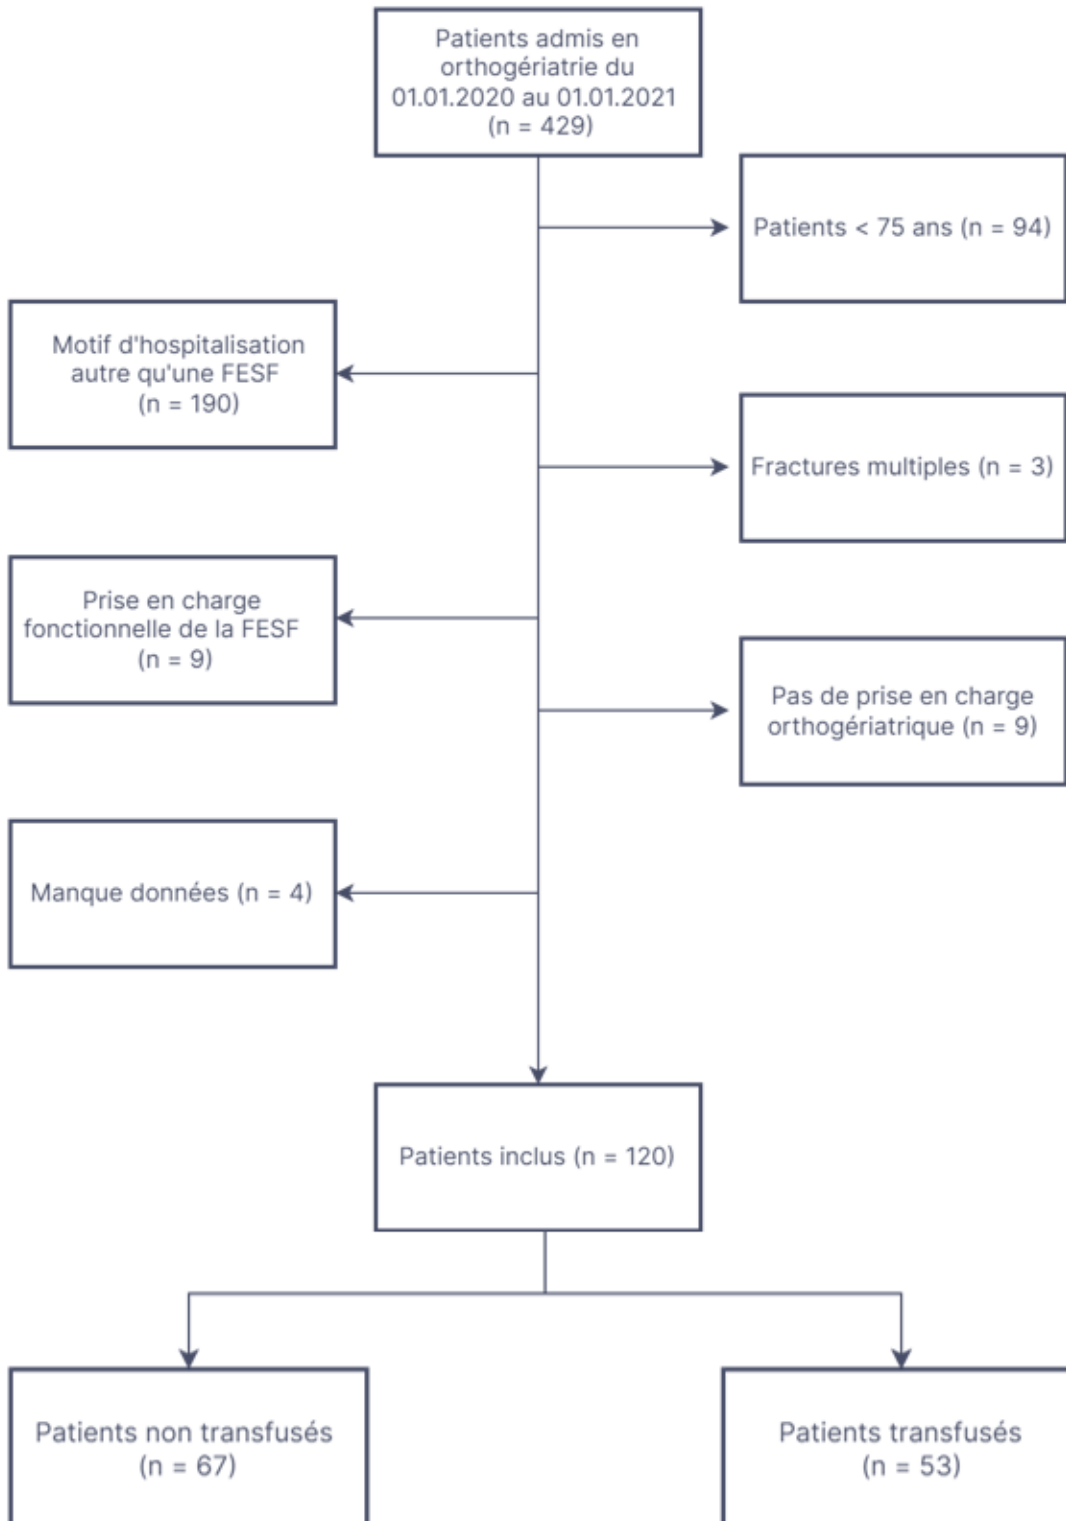 Patients admis en
orthogériatrie du
01.01.2020 au 01.01.2021
(n = 429)
Patients < 75 ans (n = 94)
Motif d'hospitalisation
autre qu'une FESF
(n = 190)
Fractures multiples (n = 3)
Prise en charge
fonctionnelle de la FESF
(n = 9)
Pas de prise en charge
orthogériatrique (n = 9)
Manque données (n = 4)
Patients inclus (n = 120)
Patients non transfusés
(n = 67)
Patients transfusés
(n = 53)